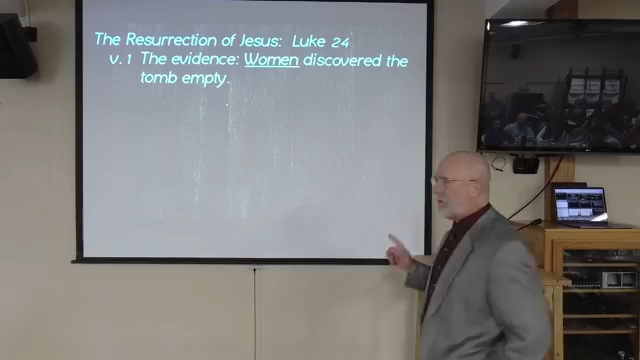 The Resurrection of Jesus: Luke 24
v. 1 The evidence: Women discovered the
tomb empty.